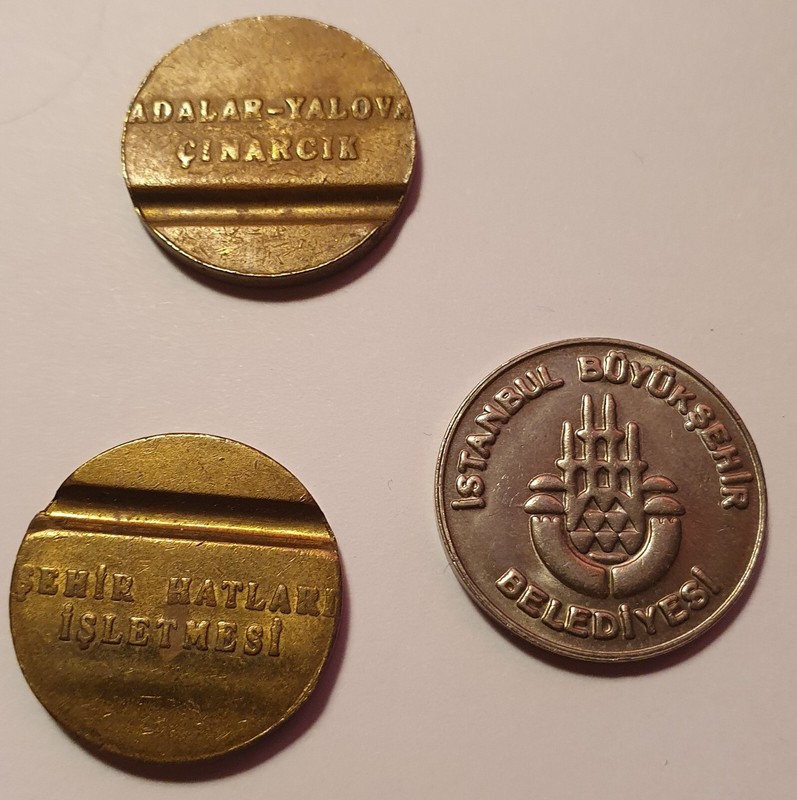 ADALAR-YALOVA
ÇINARCIK
İSTANBUL BÜYÜKŞEHİR
BELEDİYESİ
ŞEHİR HATLARI
İŞLETMESİ